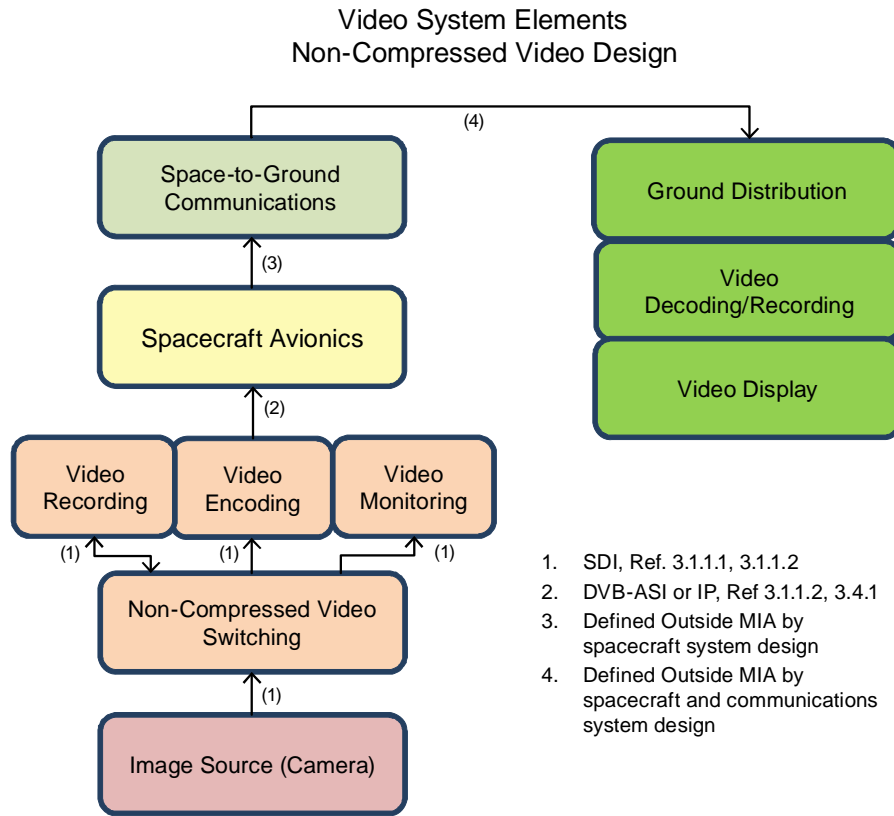 Video System Elements
Non-Compressed Video Design
(4)
Space-to-Ground
Communications
Ground Distribution
(3)
Video
Decoding/Recording
Spacecraft Avionics
Video Display
(2)
Video
Recording
Video
Encoding
Video
Monitoring
(1)
(1)
(1)
Non-Compressed Video
Switching
(1)
Image Source (Camera)
1. SDI, Ref. 3.1.1.1, 3.1.1.2
2. DVB-ASI or IP, Ref 3.1.1.2, 3.4.1
3. Defined Outside MIA by
spacecraft system design
4. Defined Outside MIA by
spacecraft and communications
system design